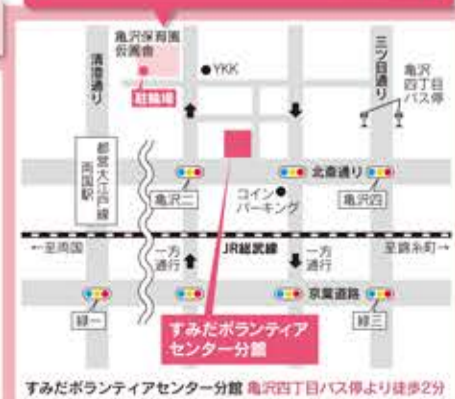 亀沢保育園
仮園舎
清澄通り
●YKK
三ツ目通り
亀沢
四丁目
バス停
駐輪場
都営大江戸線
両国駅
北斎通り
亀沢二
コイン
パーキング
亀沢四
←至両国
一方
通行
JR総武線
一方
通行
至錦糸町→
京葉道路
緑一
緑三
すみだボランティア
センター分館
すみだボランティアセンター分館 亀沢四丁目バス停より徒歩2分